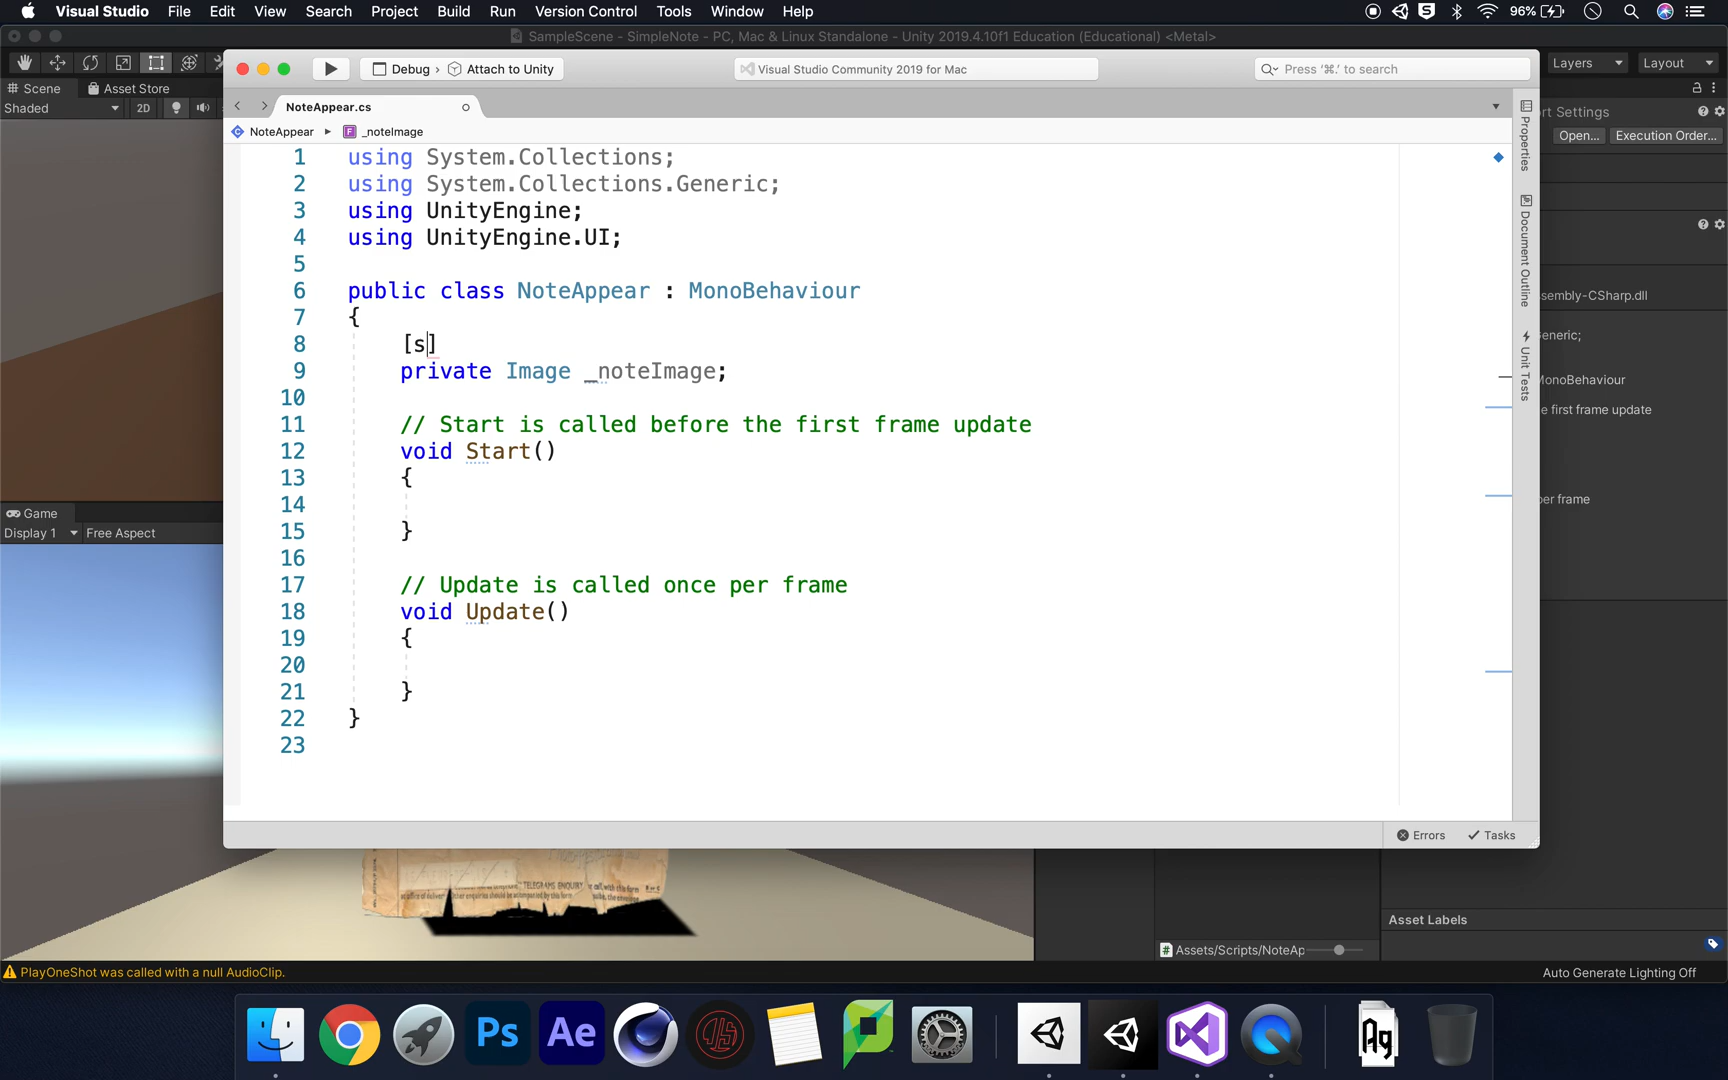 Visual Studio File Edit View Search Project Build Run Version Control Tools Window Help 96%
SampleScene - SimpleNote - PC, Mac & Linux Standalone - Unity 2019.4.10f1 Education (Educational) <Metal>
Debug › Attach to Unity Visual Studio Community 2019 for Mac Press '⌘.' to search Layers Layout
Scene Asset Store
Shaded 2D
NoteAppear.cs
NoteAppear ▸ _noteImage
rt Settings
Open... Execution Order...
Properties
Document Outline
Unit Tests
1 using System.Collections;
2 using System.Collections.Generic;
3 using UnityEngine;
4 using UnityEngine.UI;
5
6 public class NoteAppear : MonoBehaviour
7 {
8 [s]
9 private Image _noteImage;
10
11 // Start is called before the first frame update
12 void Start()
13 {
14
15 }
16
17 // Update is called once per frame
18 void Update()
19 {
20
21 }
22 }
23
sembly-CSharp.dll
eneric;
MonoBehaviour
e first frame update
er frame
Game
Display 1 Free Aspect
Errors Tasks
Asset Labels
Assets/Scripts/NoteAp
PlayOneShot was called with a null AudioClip.
Auto Generate Lighting Off
Ps Ae Ag